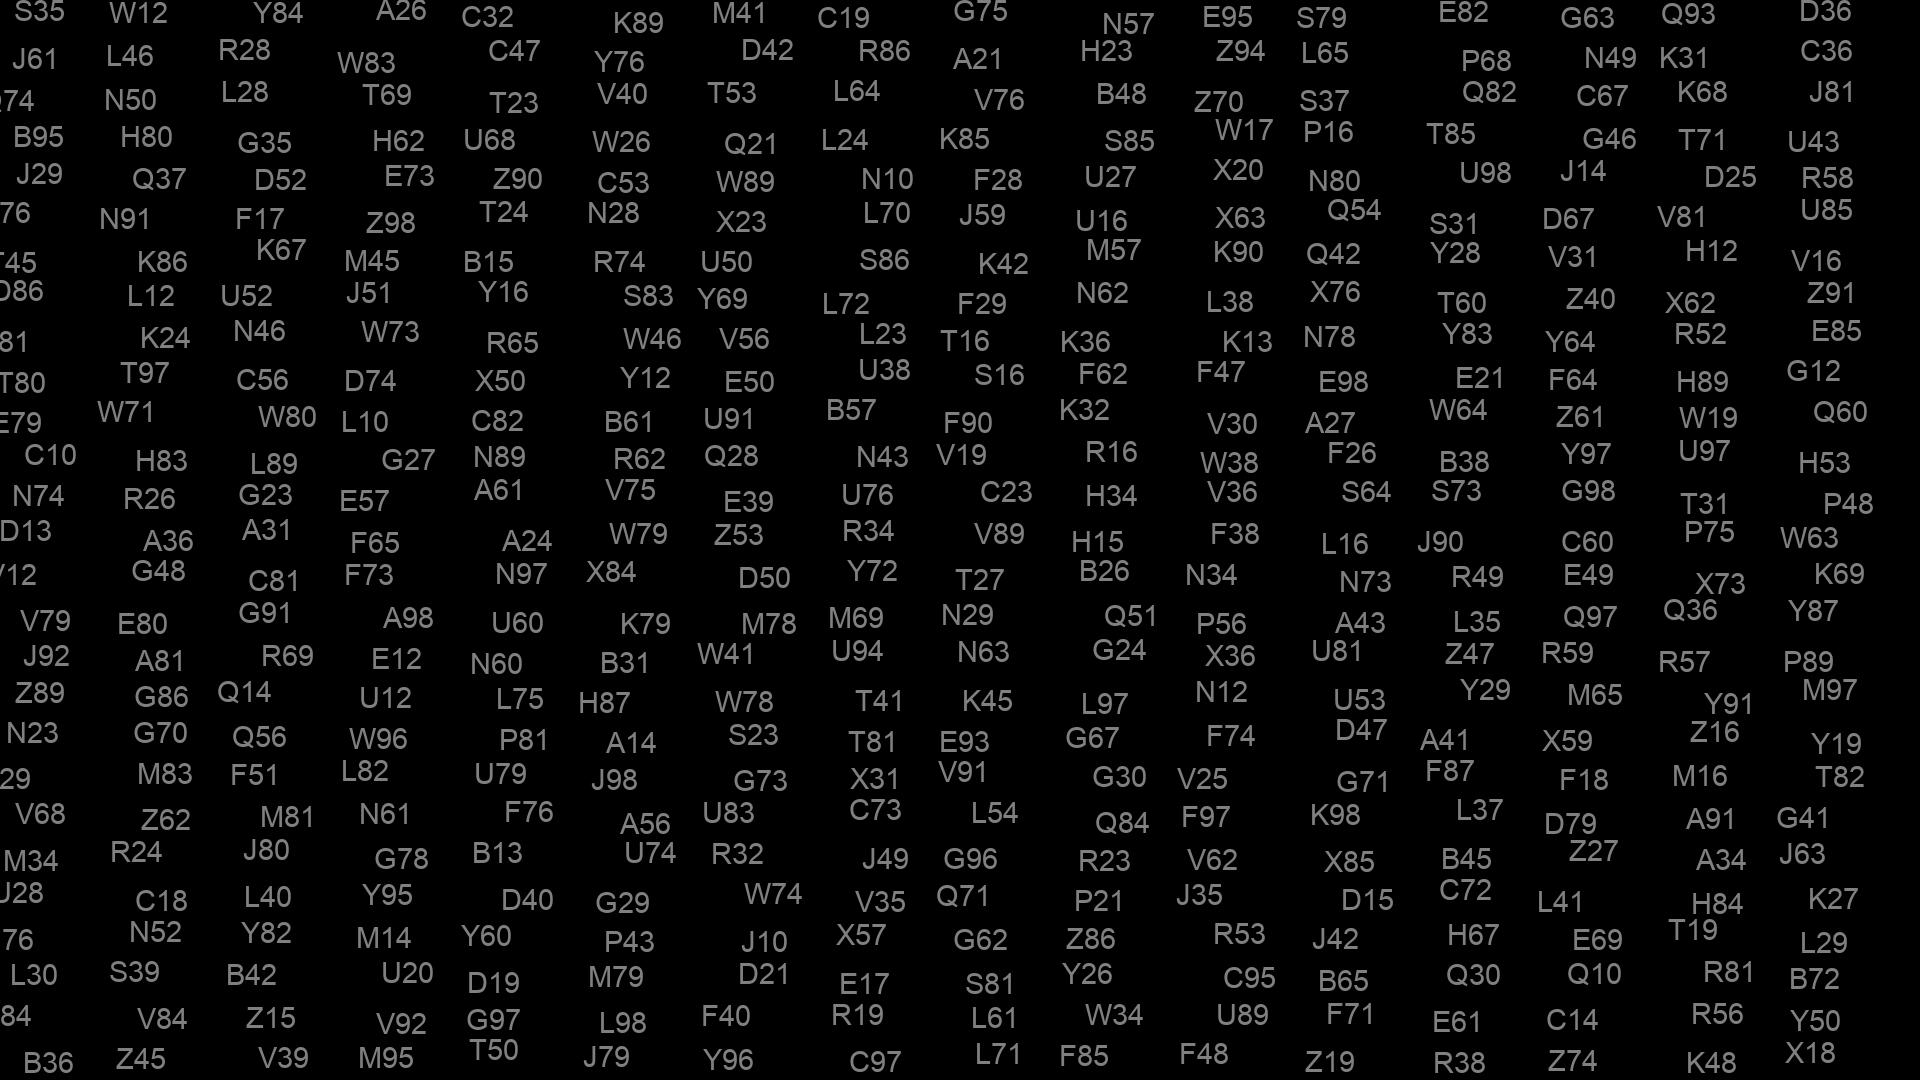 S35 W12 Y84 A26 C32 K89 M41 C19 G75 N57 E95 S79 E82 G63 Q93 D36
J61 L46 R28 W83 C47 Y76 D42 R86 A21 H23 Z94 L65 P68 N49 K31 C36
N50 L28 T69 T23 V40 T53 L64 V76 B48 Z70 S37 Q82 C67 K68 J81
B95 H80 G35 H62 U68 W26 Q21 L24 K85 S85 W17 P16 T85 G46 T71 U43
J29 Q37 D52 E73 Z90 C53 W89 N10 F28 U27 X20 N80 U98 J14 D25 R58
76 N91 F17 Z98 T24 N28 X23 L70 J59 U16 X63 Q54 S31 D67 V81 U85
T45 K86 K67 M45 B15 R74 U50 S86 K42 M57 K90 Q42 Y28 V31 H12 V16
D86 L12 U52 J51 Y16 S83 Y69 L72 F29 N62 L38 X76 T60 Z40 X62 Z91
81 K24 N46 W73 R65 W46 V56 L23 T16 K36 K13 N78 Y83 Y64 R52 E85
T80 T97 C56 D74 X50 Y12 E50 U38 S16 F62 F47 E98 E21 F64 H89 G12
E79 W71 W80 L10 C82 B61 U91 B57 F90 K32 V30 A27 W64 Z61 W19 Q60
C10 H83 L89 G27 N89 R62 Q28 N43 V19 R16 W38 F26 B38 Y97 U97 H53
N74 R26 G23 E57 A61 V75 E39 U76 C23 H34 V36 S64 S73 G98 T31 P48
D13 A36 A31 F65 A24 W79 Z53 R34 V89 H15 F38 L16 J90 C60 P75 W63
V12 G48 C81 F73 N97 X84 D50 Y72 T27 B26 N34 N73 R49 E49 X73 K69
V79 E80 G91 A98 U60 K79 M78 M69 N29 Q51 P56 A43 L35 Q97 Q36 Y87
J92 A81 R69 E12 N60 B31 W41 U94 N63 G24 X36 U81 Z47 R59 R57 P89
Z89 G86 Q14 U12 L75 H87 W78 T41 K45 L97 N12 U53 Y29 M65 Y91 M97
N23 G70 Q56 W96 P81 A14 S23 T81 E93 G67 F74 D47 A41 X59 Z16 Y19
29 M83 F51 L82 U79 J98 G73 X31 V91 G30 V25 G71 F87 F18 M16 T82
V68 Z62 M81 N61 F76 A56 U83 C73 L54 Q84 F97 K98 L37 D79 A91 G41
M34 R24 J80 G78 B13 U74 R32 J49 G96 R23 V62 X85 B45 Z27 A34 J63
U28 C18 L40 Y95 D40 G29 W74 V35 Q71 P21 J35 D15 C72 L41 H84 K27
76 N52 Y82 M14 Y60 P43 J10 X57 G62 Z86 R53 J42 H67 E69 T19 L29
L30 S39 B42 U20 D19 M79 D21 E17 S81 Y26 C95 B65 Q30 Q10 R81 B72
84 V84 Z15 V92 G97 L98 F40 R19 L61 W34 U89 F71 E61 C14 R56 Y50
B36 Z45 V39 M95 T50 J79 Y96 C97 L71 F85 F48 Z19 R38 Z74 K48 X18